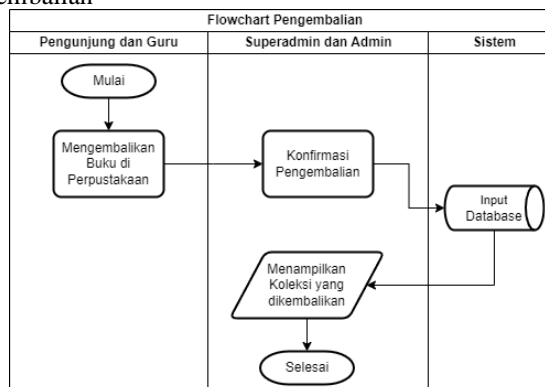 Flowchart Pengembalian
Pengunjung dan Guru
Superadmin dan Admin
Sistem
Mulai
Mengembalikan
Buku di
Perpustakaan
Konfirmasi
Pengembalian
Input
Database
Menampilkan
Koleksi yang
dikembalikan
Selesai